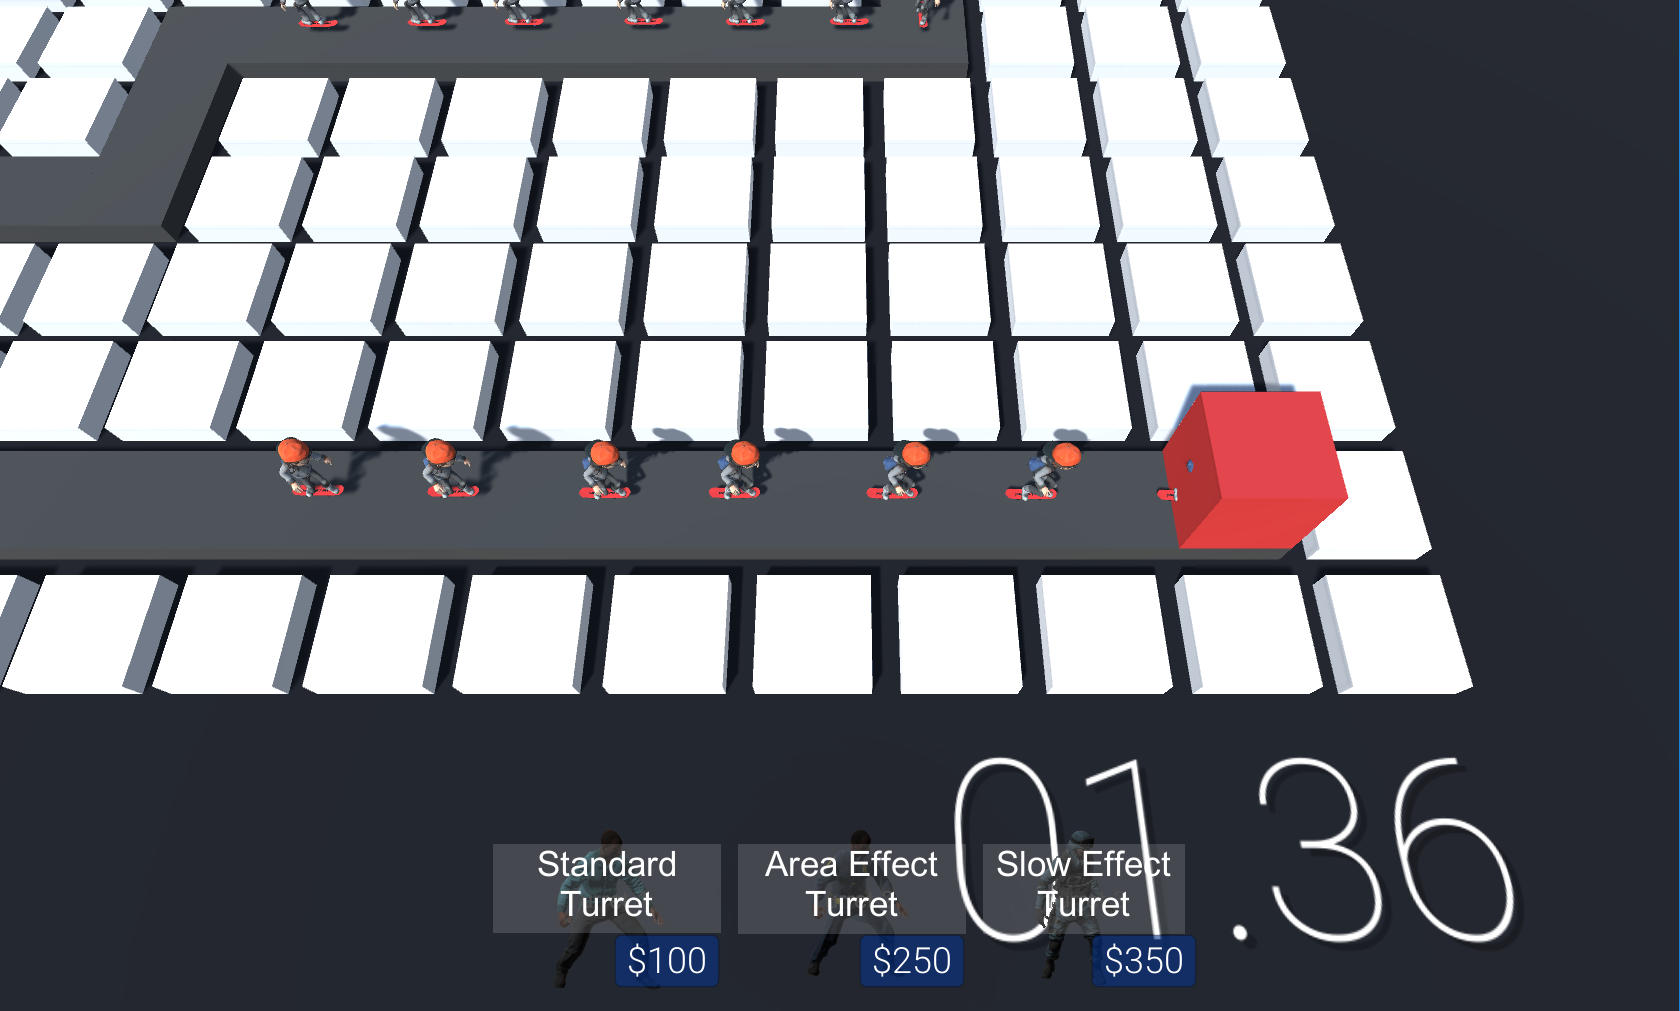 01.36
Standard
Turret
$100
Area Effect
Turret
$250
Slow Effect
Turret
$350